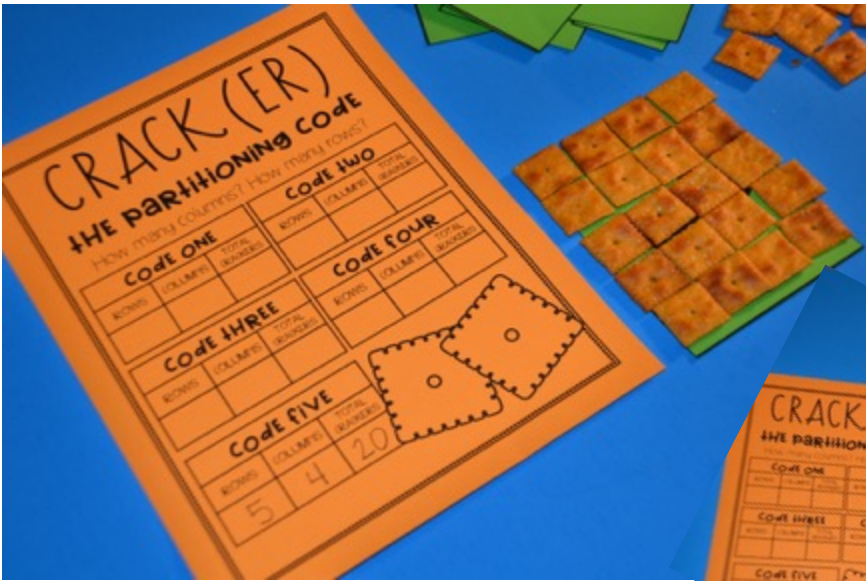 CRACK(ER)
the partitioning code
How many columns? How many rows?
code one
ROWS COLUMNS TOTAL CRACKERS
code two
ROWS COLUMNS TOTAL CRACKERS
code three
ROWS COLUMNS TOTAL CRACKERS
code four
ROWS COLUMNS TOTAL CRACKERS
code five
ROWS COLUMNS TOTAL CRACKERS
5 4 20
CRACK
the partition
code one
code three
code five